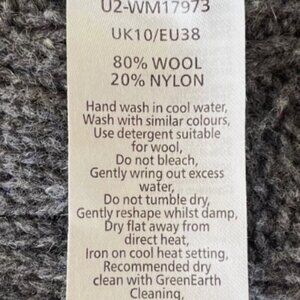 U2-WM17973
UK10/EU38
80% WOOL
20% NYLON
Hand wash in cool water,
Wash with similar colours,
Use detergent suitable
for wool,
Do not bleach,
Gently wring out excess
water,
Do not tumble dry,
Gently reshape whilst damp,
Dry flat away from
direct heat,
Iron on cool heat setting,
Recommended dry
clean with GreenEarth
Cleaning,